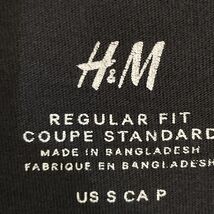 H&M
REGULAR FIT
COUPE STANDARD
MADE IN BANGLADESH
FABRIQUE EN BANGLADESH
US S CA P